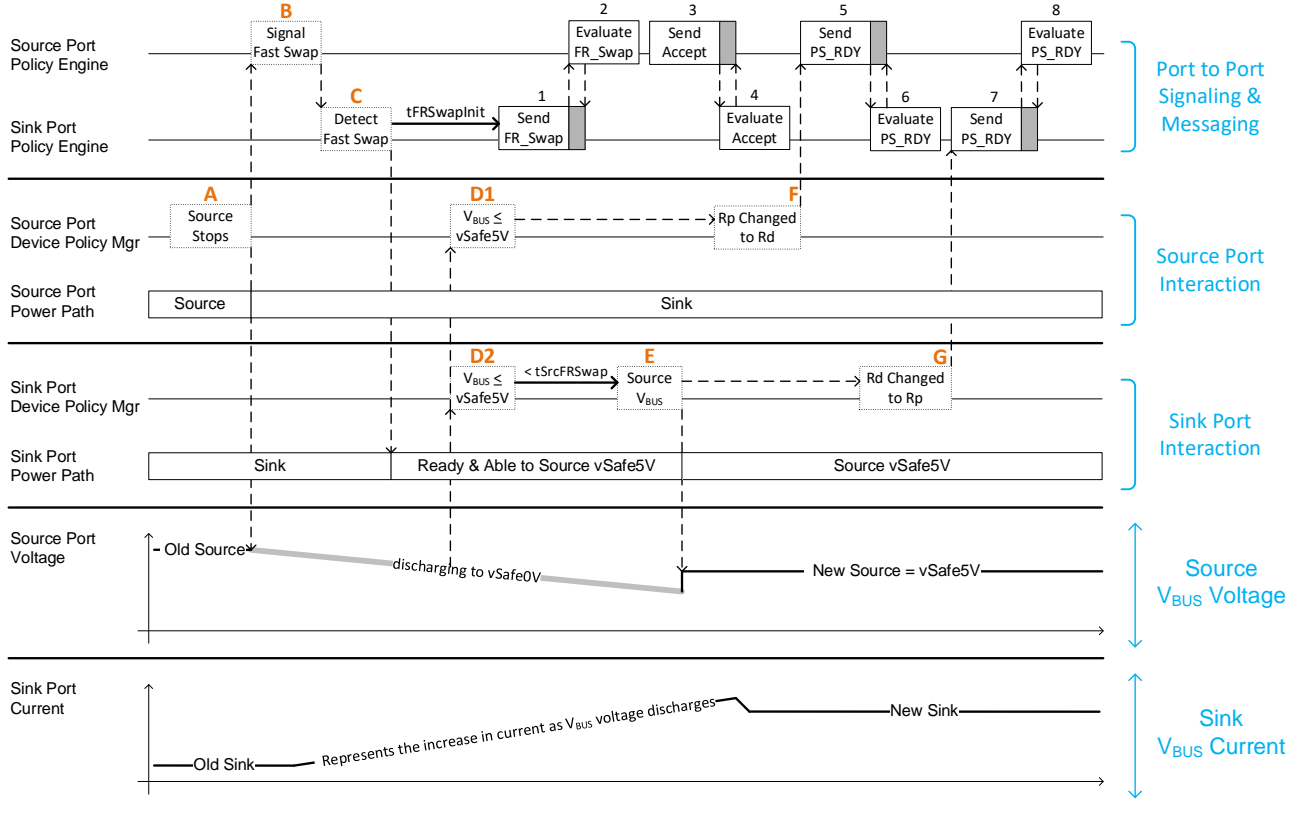 B
2
3
5
8
Source Port
Policy Engine
Signal
Fast Swap
Evaluate
FR_Swap
Send
Accept
Send
PS_RDY
Evaluate
PS_RDY
Port to Port
Signaling &
Messaging
C
tFRSwapInit
1
4
6
7
Sink Port
Policy Engine
Detect
Fast Swap
Send
FR_Swap
Evaluate
Accept
Evaluate
PS_RDY
Send
PS_RDY
A
D1
F
Source Port
Device Policy Mgr
Source
Stops
VBUS ≤
vSafe5V
Rp Changed
to Rd
Source Port
Interaction
Source Port
Power Path
Source
Sink
D2
< tSrcFRSwap
E
G
Sink Port
Device Policy Mgr
VBUS ≤
vSafe5V
Source
VBUS
Rd Changed
to Rp
Sink Port
Interaction
Sink Port
Power Path
Sink
Ready & Able to Source vSafe5V
Source vSafe5V
Source Port
Voltage
Old Source
discharging to vSafe0V
New Source = vSafe5V
Source
VBUS Voltage
Sink Port
Current
Old Sink
Represents the increase in current as VBUS voltage discharges
New Sink
Sink
VBUS Current